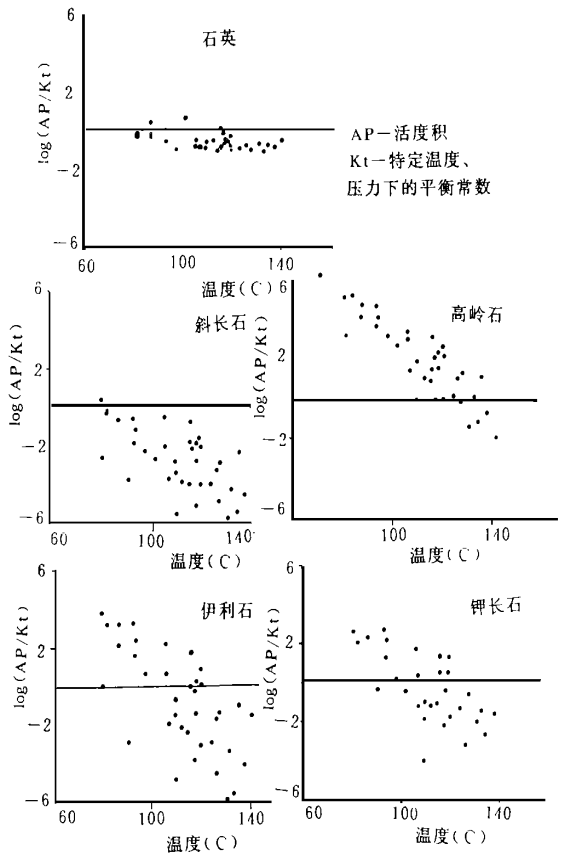 6
石英
2
log(AP/Kt)
-2
-6
60
100
140
温度(C)
AP-活度积
Kt-特定温度、
压力下的平衡常数
6
斜长石
2
log(AP/Kt)
-2
-6
60
100
140
温度(C)
6
高岭石
2
log(AP/Kt)
-2
-6
100
140
温度(C)
6
伊利石
2
log(AP/Kt)
-2
-6
60
100
140
温度(C)
6
钾长石
2
log(AP/Kt)
-2
-6
60
100
140
温度(C)